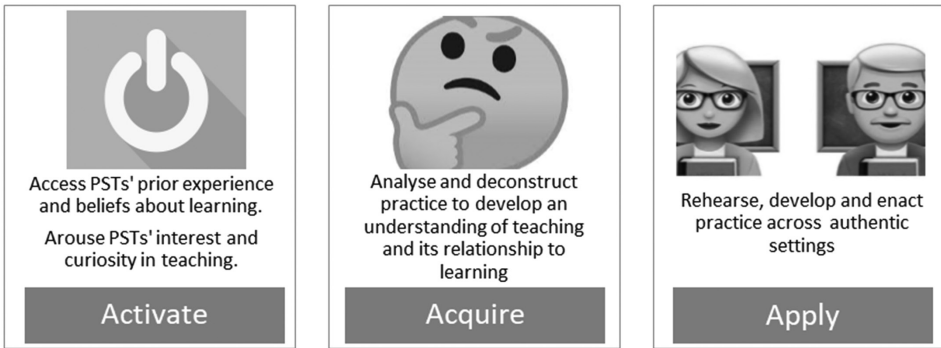 Access PSTs' prior experience
and beliefs about learning.
Arouse PSTs' interest and
curiosity in teaching.
Activate
Analyse and deconstruct
practice to develop an
understanding of teaching
and its relationship to
learning
Acquire
Rehearse, develop and enact
practice across authentic
settings
Apply